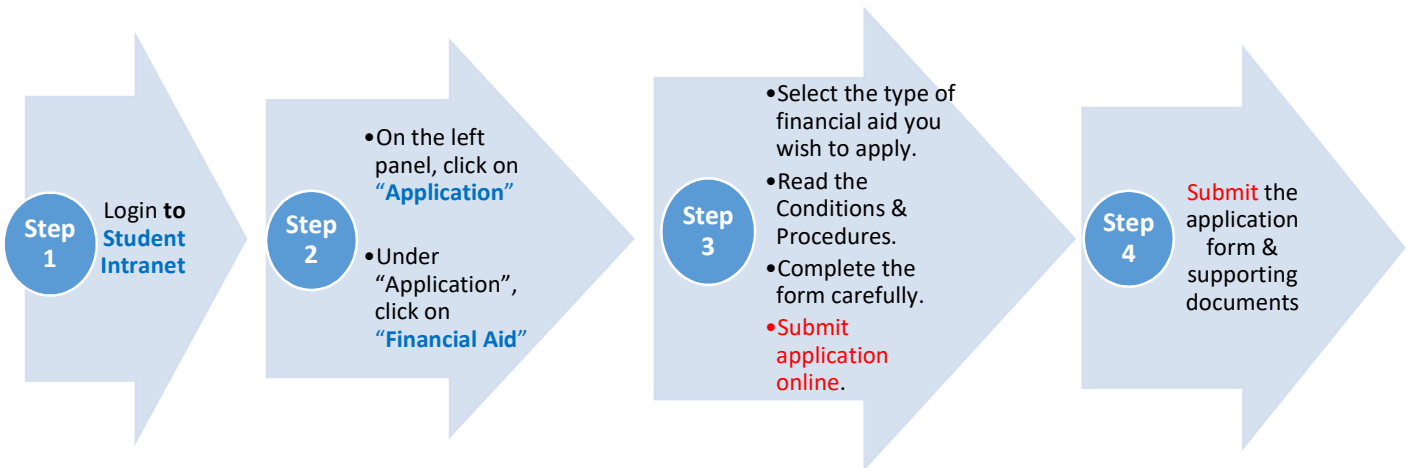 Step
1
Login to
Student
Intranet
Step
2
•On the left
panel, click on
“Application”
•Under
“Application”,
click on
“Financial Aid”
Step
3
•Select the type of
financial aid you
wish to apply.
•Read the
Conditions &
Procedures.
•Complete the
form carefully.
•Submit
application
online.
Step
4
Submit the
application
form &
supporting
documents